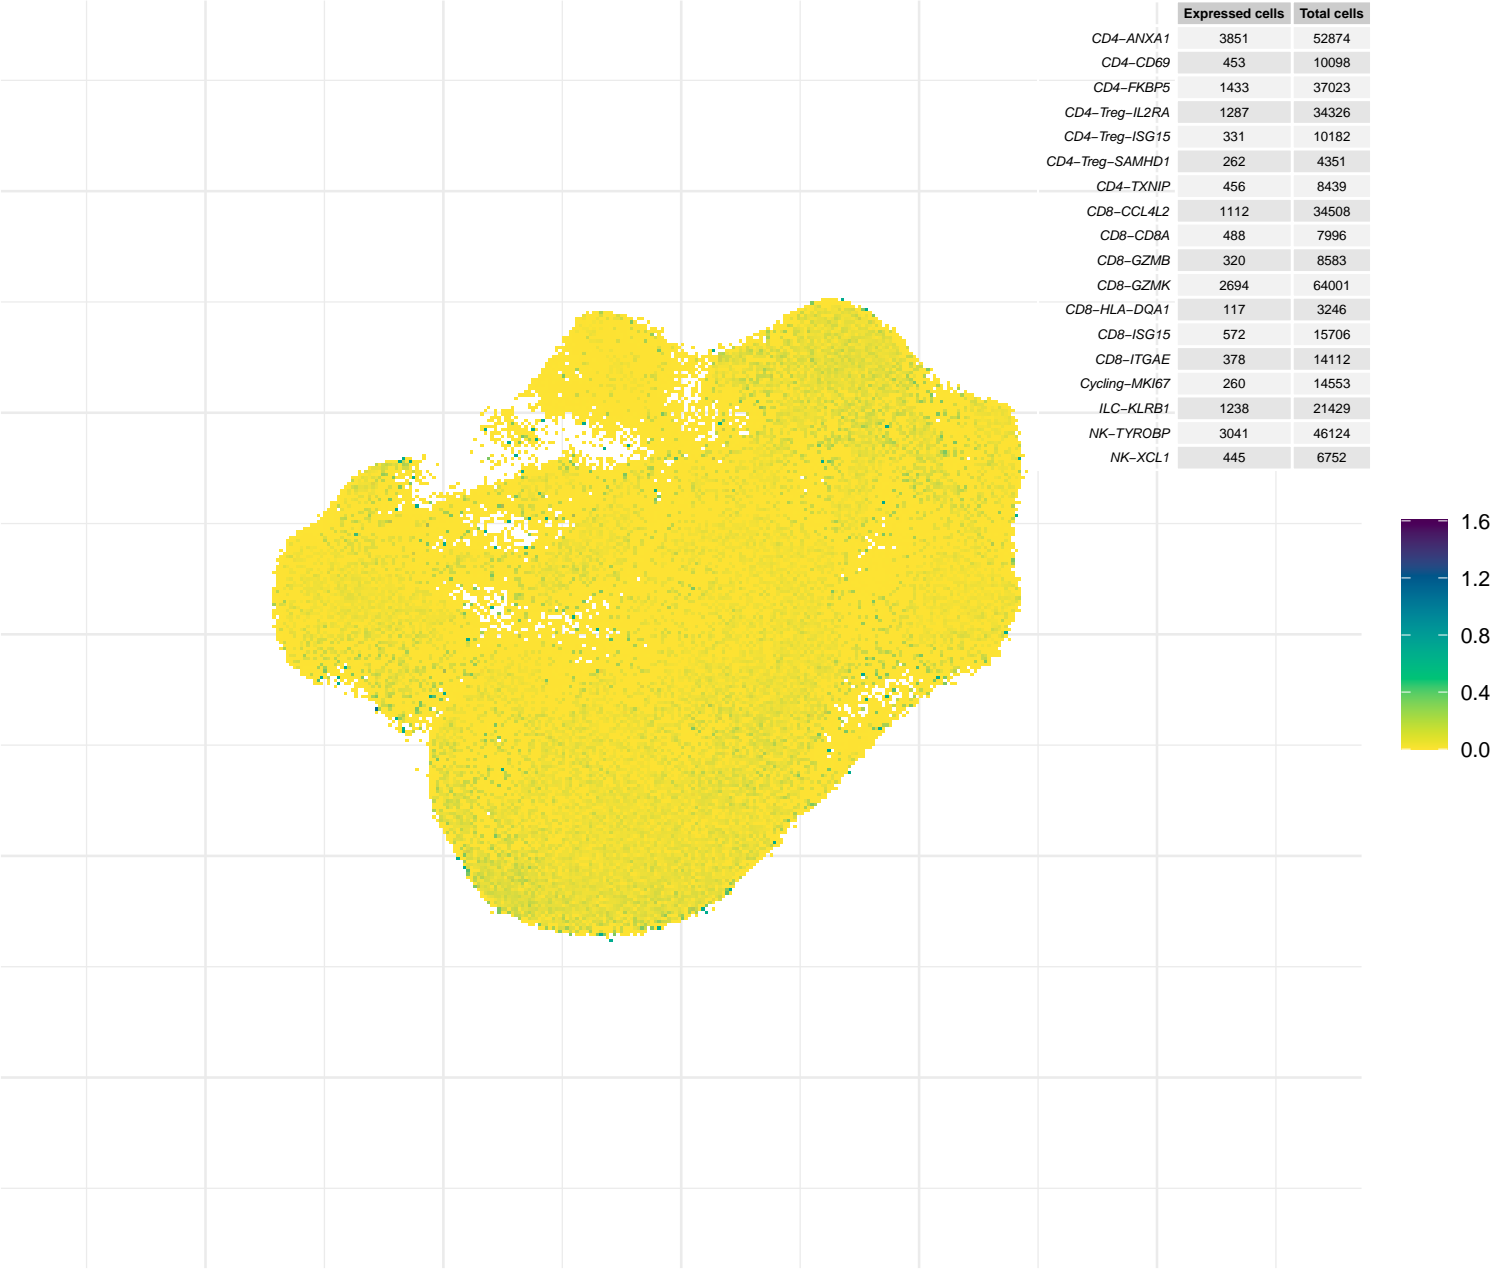 Expressed cells Total cells
CD4−ANXA1 3851 52874
CD4−CD69 453 10098
CD4−FKBP5 1433 37023
CD4−Treg−IL2RA 1287 34326
CD4−Treg−ISG15 331 10182
CD4−Treg−SAMHD1 262 4351
CD4−TXNIP 456 8439
CD8−CCL4L2 1112 34508
CD8−CD8A 488 7996
CD8−GZMB 320 8583
CD8−GZMK 2694 64001
CD8−HLA−DQA1 117 3246
CD8−ISG15 572 15706
CD8−ITGAE 378 14112
Cycling−MKI67 260 14553
ILC−KLRB1 1238 21429
NK−TYROBP 3041 46124
NK−XCL1 445 6752
1.6
1.2
0.8
0.4
0.0